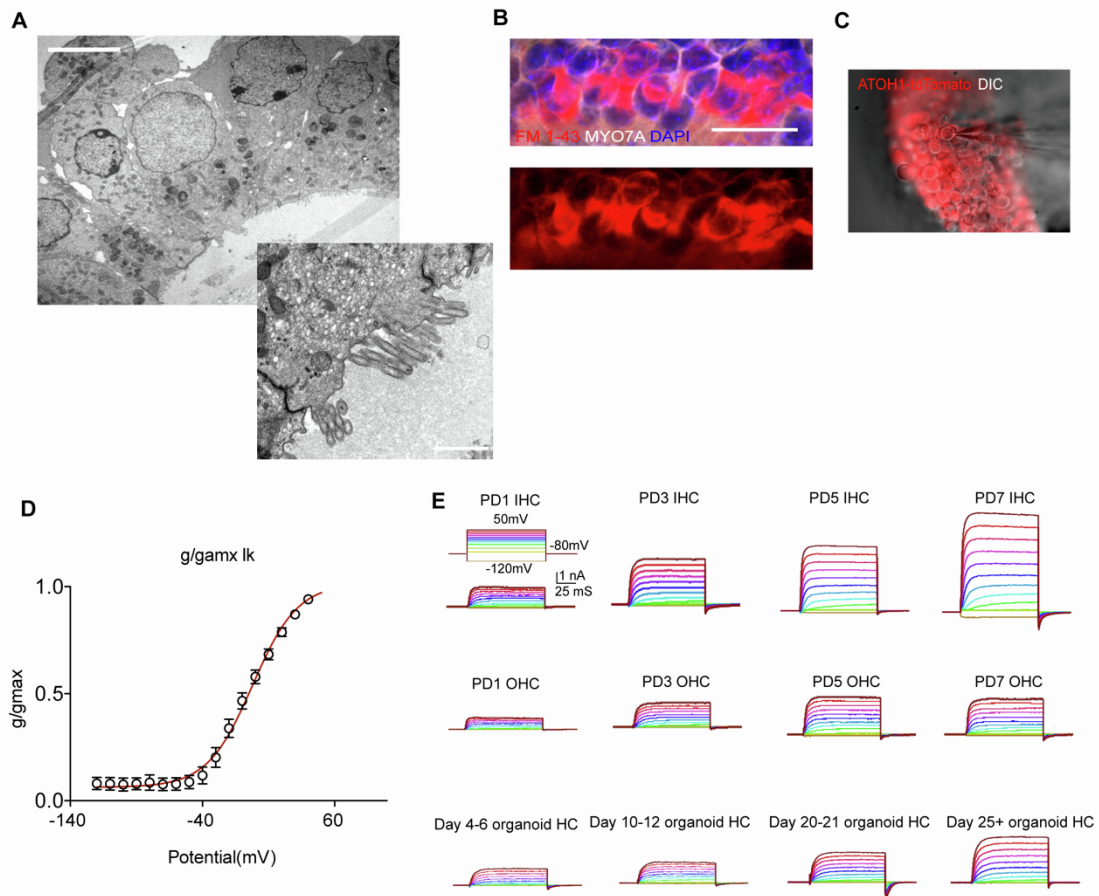 A
B
FM 1-43 MYO7A DAPI
C
ATOH1-tdTomato DIC
D
g/gamx Ik
1.0
0.5
0.0
g/gmax
-140
-40
60
Potential(mV)
E
PD1 IHC
PD3 IHC
PD5 IHC
PD7 IHC
50mV
-80mV
-120mV
1 nA
25 mS
PD1 OHC
PD3 OHC
PD5 OHC
PD7 OHC
Day 4-6 organoid HC
Day 10-12 organoid HC
Day 20-21 organoid HC
Day 25+ organoid HC